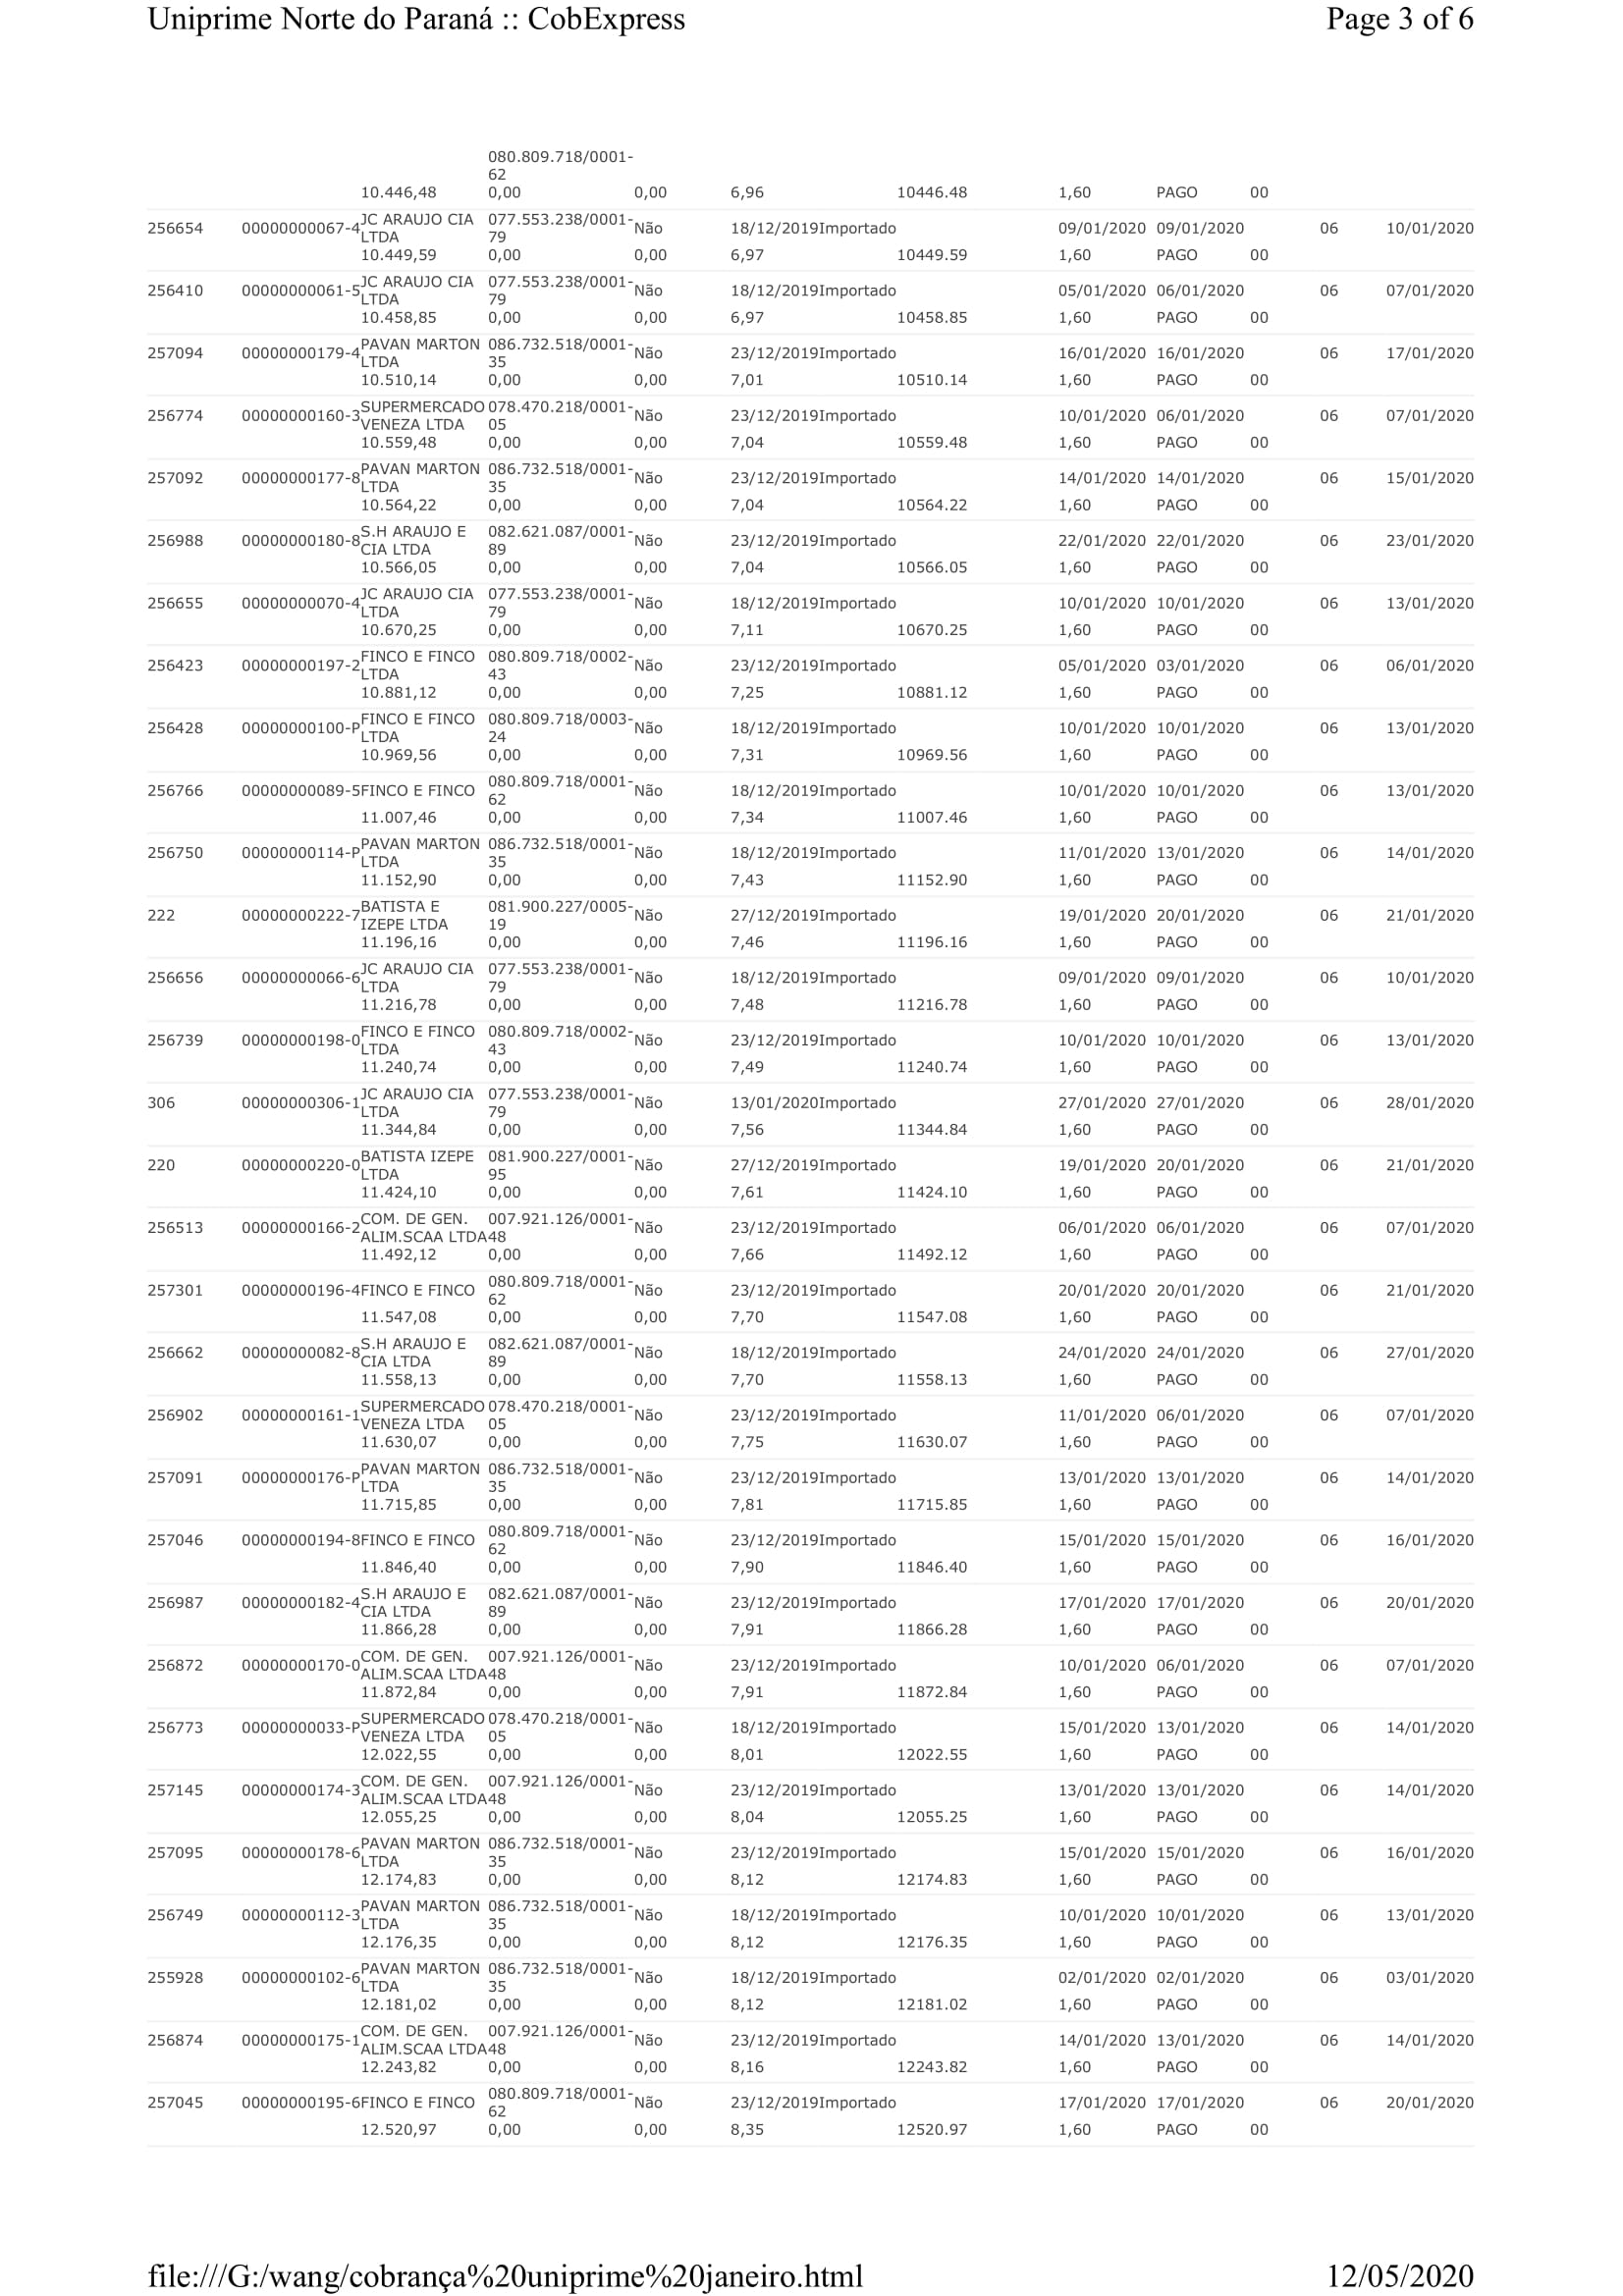 Uniprime Norte do Paraná :: CobExpress Page 3 of 6
080.809.718/0001-
62
10.446,48 0,00 0,00 6,96 10446.48 1,60 PAGO 00
256654 00000000067-4 JC ARAUJO CIA 077.553.238/0001- Não 18/12/2019Importado 09/01/2020 09/01/2020 06 10/01/2020
LTDA 79
10.449,59 0,00 0,00 6,97 10449.59 1,60 PAGO 00
256410 00000000061-5 JC ARAUJO CIA 077.553.238/0001- Não 18/12/2019Importado 05/01/2020 06/01/2020 06 07/01/2020
LTDA 79
10.458,85 0,00 0,00 6,97 10458.85 1,60 PAGO 00
257094 00000000179-4 PAVAN MARTON 086.732.518/0001- Não 23/12/2019Importado 16/01/2020 16/01/2020 06 17/01/2020
LTDA 35
10.510,14 0,00 0,00 7,01 10510.14 1,60 PAGO 00
256774 00000000160-3 SUPERMERCADO 078.470.218/0001- Não 23/12/2019Importado 10/01/2020 06/01/2020 06 07/01/2020
VENEZA LTDA 05
10.559,48 0,00 0,00 7,04 10559.48 1,60 PAGO 00
257092 00000000177-8 PAVAN MARTON 086.732.518/0001- Não 23/12/2019Importado 14/01/2020 14/01/2020 06 15/01/2020
LTDA 35
10.564,22 0,00 0,00 7,04 10564.22 1,60 PAGO 00
256988 00000000180-8 S.H ARAUJO E 082.621.087/0001- Não 23/12/2019Importado 22/01/2020 22/01/2020 06 23/01/2020
CIA LTDA 89
10.566,05 0,00 0,00 7,04 10566.05 1,60 PAGO 00
256655 00000000070-4 JC ARAUJO CIA 077.553.238/0001- Não 18/12/2019Importado 10/01/2020 10/01/2020 06 13/01/2020
LTDA 79
10.670,25 0,00 0,00 7,11 10670.25 1,60 PAGO 00
256423 00000000197-2 FINCO E FINCO 080.809.718/0002- Não 23/12/2019Importado 05/01/2020 03/01/2020 06 06/01/2020
LTDA 43
10.881,12 0,00 0,00 7,25 10881.12 1,60 PAGO 00
256428 00000000100-P FINCO E FINCO 080.809.718/0003- Não 18/12/2019Importado 10/01/2020 10/01/2020 06 13/01/2020
LTDA 24
10.969,56 0,00 0,00 7,31 10969.56 1,60 PAGO 00
256766 00000000089-5 FINCO E FINCO 080.809.718/0001- Não 18/12/2019Importado 10/01/2020 10/01/2020 06 13/01/2020
62
11.007,46 0,00 0,00 7,34 11007.46 1,60 PAGO 00
256750 00000000114-P PAVAN MARTON 086.732.518/0001- Não 18/12/2019Importado 11/01/2020 13/01/2020 06 14/01/2020
LTDA 35
11.152,90 0,00 0,00 7,43 11152.90 1,60 PAGO 00
222 00000000222-7 BATISTA E 081.900.227/0005- Não 27/12/2019Importado 19/01/2020 20/01/2020 06 21/01/2020
IZEPE LTDA 19
11.196,16 0,00 0,00 7,46 11196.16 1,60 PAGO 00
256656 00000000066-6 JC ARAUJO CIA 077.553.238/0001- Não 18/12/2019Importado 09/01/2020 09/01/2020 06 10/01/2020
LTDA 79
11.216,78 0,00 0,00 7,48 11216.78 1,60 PAGO 00
256739 00000000198-0 FINCO E FINCO 080.809.718/0002- Não 23/12/2019Importado 10/01/2020 10/01/2020 06 13/01/2020
LTDA 43
11.240,74 0,00 0,00 7,49 11240.74 1,60 PAGO 00
306 00000000306-1 JC ARAUJO CIA 077.553.238/0001- Não 13/01/2020Importado 27/01/2020 27/01/2020 06 28/01/2020
LTDA 79
11.344,84 0,00 0,00 7,56 11344.84 1,60 PAGO 00
220 00000000220-0 BATISTA IZEPE 081.900.227/0001- Não 27/12/2019Importado 19/01/2020 20/01/2020 06 21/01/2020
LTDA 95
11.424,10 0,00 0,00 7,61 11424.10 1,60 PAGO 00
256513 00000000166-2 COM. DE GEN. 007.921.126/0001- Não 23/12/2019Importado 06/01/2020 06/01/2020 06 07/01/2020
ALIM.SCAA LTDA48
11.492,12 0,00 0,00 7,66 11492.12 1,60 PAGO 00
257301 00000000196-4 FINCO E FINCO 080.809.718/0001- Não 23/12/2019Importado 20/01/2020 20/01/2020 06 21/01/2020
62
11.547,08 0,00 0,00 7,70 11547.08 1,60 PAGO 00
256662 00000000082-8 S.H ARAUJO E 082.621.087/0001- Não 18/12/2019Importado 24/01/2020 24/01/2020 06 27/01/2020
CIA LTDA 89
11.558,13 0,00 0,00 7,70 11558.13 1,60 PAGO 00
256902 00000000161-1 SUPERMERCADO 078.470.218/0001- Não 23/12/2019Importado 11/01/2020 06/01/2020 06 07/01/2020
VENEZA LTDA 05
11.630,07 0,00 0,00 7,75 11630.07 1,60 PAGO 00
257091 00000000176-P PAVAN MARTON 086.732.518/0001- Não 23/12/2019Importado 13/01/2020 13/01/2020 06 14/01/2020
LTDA 35
11.715,85 0,00 0,00 7,81 11715.85 1,60 PAGO 00
257046 00000000194-8 FINCO E FINCO 080.809.718/0001- Não 23/12/2019Importado 15/01/2020 15/01/2020 06 16/01/2020
62
11.846,40 0,00 0,00 7,90 11846.40 1,60 PAGO 00
256987 00000000182-4 S.H ARAUJO E 082.621.087/0001- Não 23/12/2019Importado 17/01/2020 17/01/2020 06 20/01/2020
CIA LTDA 89
11.866,28 0,00 0,00 7,91 11866.28 1,60 PAGO 00
256872 00000000170-0 COM. DE GEN. 007.921.126/0001- Não 23/12/2019Importado 10/01/2020 06/01/2020 06 07/01/2020
ALIM.SCAA LTDA48
11.872,84 0,00 0,00 7,91 11872.84 1,60 PAGO 00
256773 00000000033-P SUPERMERCADO 078.470.218/0001- Não 18/12/2019Importado 15/01/2020 13/01/2020 06 14/01/2020
VENEZA LTDA 05
12.022,55 0,00 0,00 8,01 12022.55 1,60 PAGO 00
257145 00000000174-3 COM. DE GEN. 007.921.126/0001- Não 23/12/2019Importado 13/01/2020 13/01/2020 06 14/01/2020
ALIM.SCAA LTDA48
12.055,25 0,00 0,00 8,04 12055.25 1,60 PAGO 00
257095 00000000178-6 PAVAN MARTON 086.732.518/0001- Não 23/12/2019Importado 15/01/2020 15/01/2020 06 16/01/2020
LTDA 35
12.174,83 0,00 0,00 8,12 12174.83 1,60 PAGO 00
256749 00000000112-3 PAVAN MARTON 086.732.518/0001- Não 18/12/2019Importado 10/01/2020 10/01/2020 06 13/01/2020
LTDA 35
12.176,35 0,00 0,00 8,12 12176.35 1,60 PAGO 00
255928 00000000102-6 PAVAN MARTON 086.732.518/0001- Não 18/12/2019Importado 02/01/2020 02/01/2020 06 03/01/2020
LTDA 35
12.181,02 0,00 0,00 8,12 12181.02 1,60 PAGO 00
256874 00000000175-1 COM. DE GEN. 007.921.126/0001- Não 23/12/2019Importado 14/01/2020 13/01/2020 06 14/01/2020
ALIM.SCAA LTDA48
12.243,82 0,00 0,00 8,16 12243.82 1,60 PAGO 00
257045 00000000195-6 FINCO E FINCO 080.809.718/0001- Não 23/12/2019Importado 17/01/2020 17/01/2020 06 20/01/2020
62
12.520,97 0,00 0,00 8,35 12520.97 1,60 PAGO 00
file:///G:/wang/cobrança%20uniprime%20janeiro.html 12/05/2020